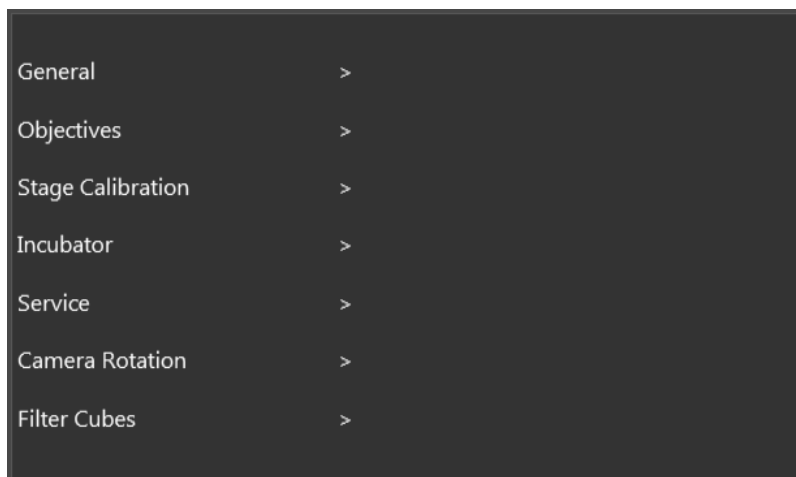 General >
Objectives >
Stage Calibration >
Incubator >
Service >
Camera Rotation >
Filter Cubes >